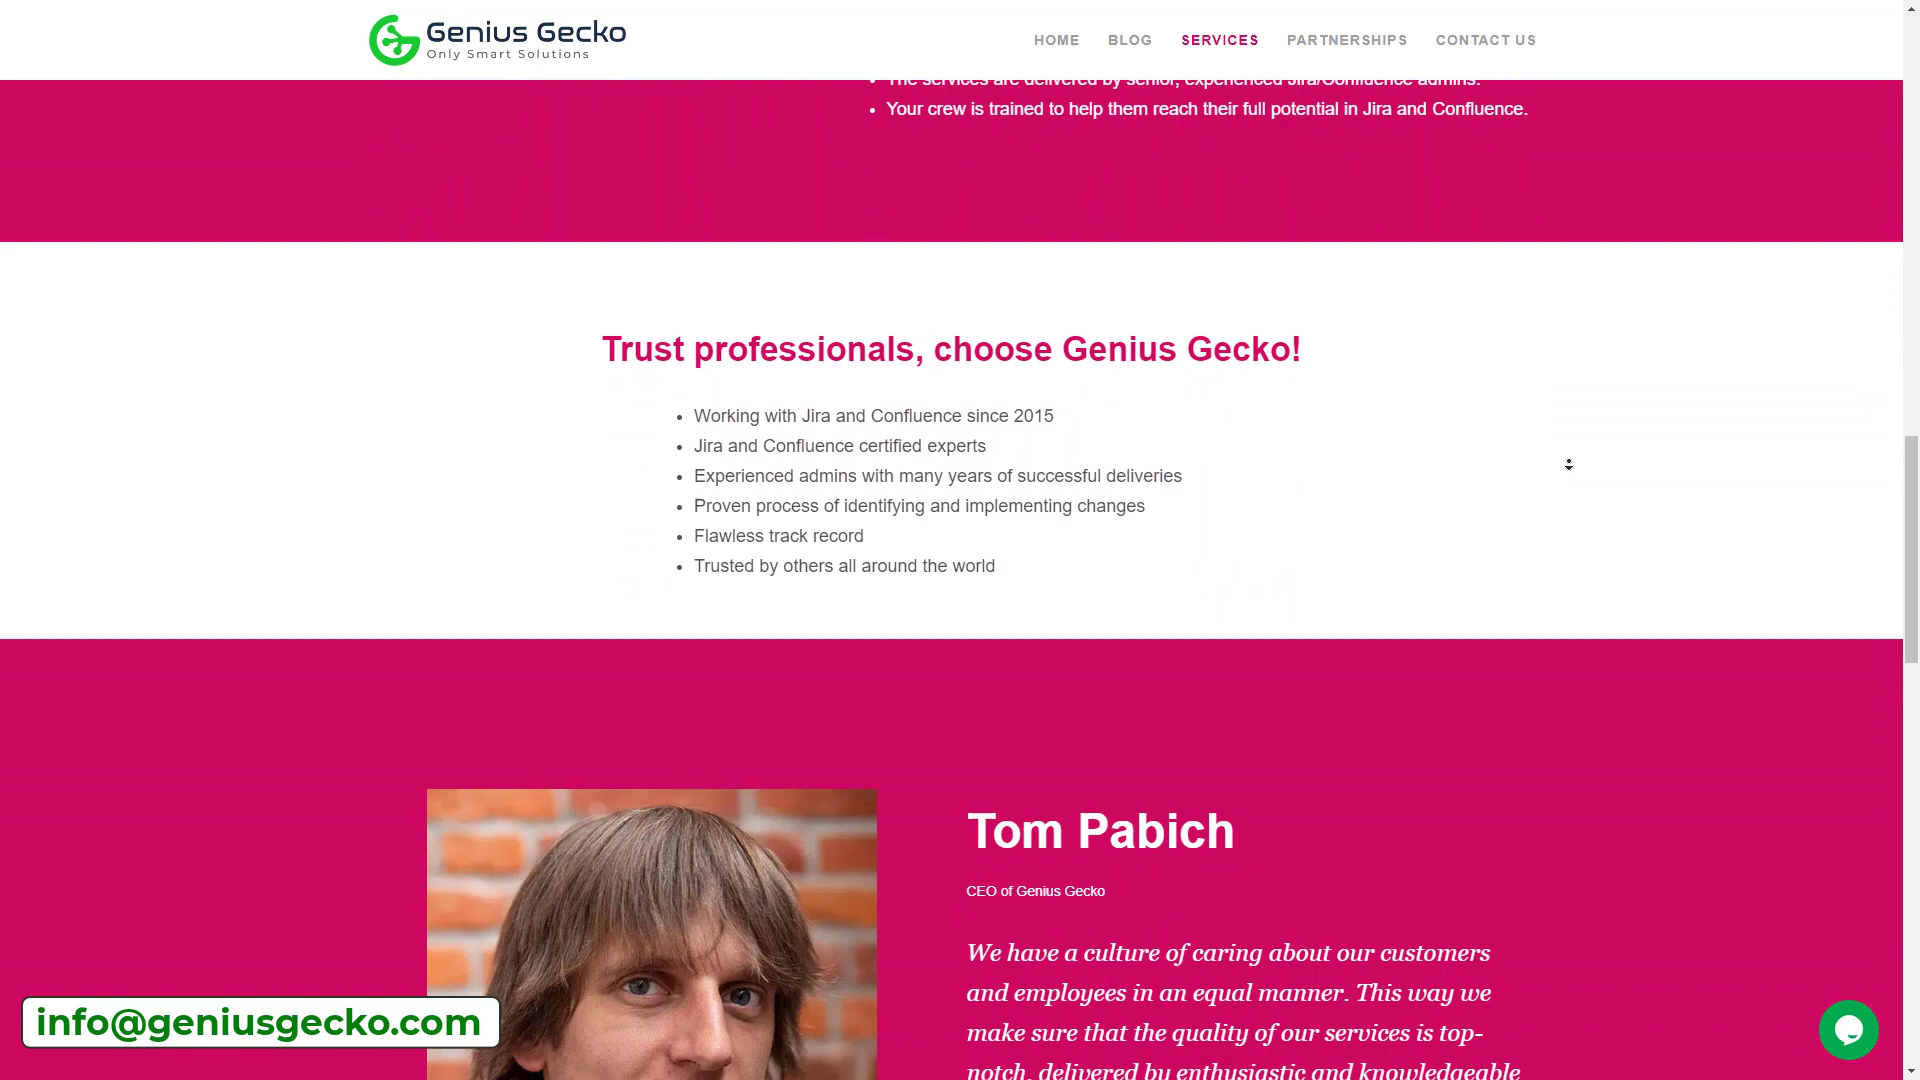 Genius Gecko
Only Smart Solutions
HOME BLOG SERVICES PARTNERSHIPS CONTACT US
The services are delivered by senior, experienced Jira/Confluence admins.
Your crew is trained to help them reach their full potential in Jira and Confluence.
Trust professionals, choose Genius Gecko!
Working with Jira and Confluence since 2015
Jira and Confluence certified experts
Experienced admins with many years of successful deliveries
Proven process of identifying and implementing changes
Flawless track record
Trusted by others all around the world
Tom Pabich
CEO of Genius Gecko
We have a culture of caring about our customers
and employees in an equal manner. This way we
make sure that the quality of our services is top-
notch, delivered by enthusiastic and knowledgeable
info@geniusgecko.com